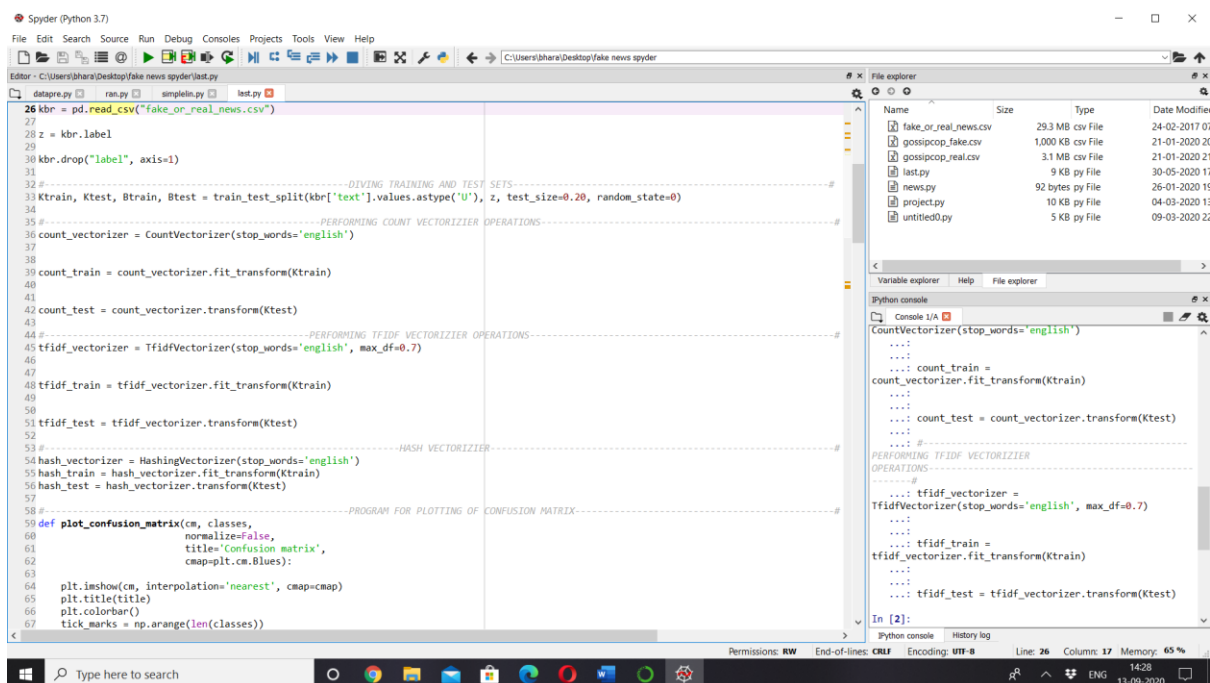 Spyder (Python 3.7)
File Edit Search Source Run Debug Consoles Projects Tools View Help
C:\Users\bhara\Desktop\fake news spyder
Editor - C:\Users\bhara\Desktop\fake news spyder\last.py
datapre.py ran.py simplelin.py last.py
26 kbr = pd.read_csv("fake_or_real_news.csv")
27
28 z = kbr.label
29
30 kbr.drop("label", axis=1)
31
32 #--------------------------------------------------DIVING TRAINING AND TEST SETS--------------------------------------------------#
33 Ktrain, Ktest, Btrain, Btest = train_test_split(kbr['text'].values.astype('U'), z, test_size=0.20, random_state=0)
34
35 #---------------------------------------------PERFORMING COUNT VECTORIZIER OPERATIONS---------------------------------------------#
36 count_vectorizer = CountVectorizer(stop_words='english')
37
38
39 count_train = count_vectorizer.fit_transform(Ktrain)
40
41
42 count_test = count_vectorizer.transform(Ktest)
43
44 #--------------------------------------------PERFORMING TFIDF VECTORIZIER OPERATIONS----------------------------------------------#
45 tfidf_vectorizer = TfidfVectorizer(stop_words='english', max_df=0.7)
46
47
48 tfidf_train = tfidf_vectorizer.fit_transform(Ktrain)
49
50
51 tfidf_test = tfidf_vectorizer.transform(Ktest)
52
53 #----------------------------------------------------------HASH VECTORIZIER----------------------------------------------------------#
54 hash_vectorizer = HashingVectorizer(stop_words='english')
55 hash_train = hash_vectorizer.fit_transform(Ktrain)
56 hash_test = hash_vectorizer.transform(Ktest)
57
58 #--------------------------------------------------PROGRAM FOR PLOTTING OF CONFUSION MATRIX------------------------------------------#
59 def plot_confusion_matrix(cm, classes,
60 normalize=False,
61 title='Confusion matrix',
62 cmap=plt.cm.Blues):
63
64 plt.imshow(cm, interpolation='nearest', cmap=cmap)
65 plt.title(title)
66 plt.colorbar()
67 tick_marks = np.arange(len(classes))
File explorer
Name Size Type Date Modified
fake_or_real_news.csv 29.3 MB csv File 24-02-2017 07
gossipcop_fake.csv 1,000 KB csv File 21-01-2020 20
gossipcop_real.csv 3.1 MB csv File 21-01-2020 21
last.py 9 KB py File 30-05-2020 17
news.py 92 bytes py File 26-01-2020 19
project.py 10 KB py File 04-03-2020 13
untitled0.py 5 KB py File 09-03-2020 22
Variable explorer Help File explorer
IPython console
Console 1/A
CountVectorizer(stop_words='english')
...:
...:
...: count_train =
count_vectorizer.fit_transform(Ktrain)
...:
...:
...: count_test = count_vectorizer.transform(Ktest)
...:
...: #----------------------------------------
PERFORMING TFIDF VECTORIZIER
OPERATIONS----------------------------------------
-------#
...: tfidf_vectorizer =
TfidfVectorizer(stop_words='english', max_df=0.7)
...:
...:
...: tfidf_train =
tfidf_vectorizer.fit_transform(Ktrain)
...:
...:
...: tfidf_test = tfidf_vectorizer.transform(Ktest)
In [2]:
IPython console History log
Permissions: RW End-of-lines: CRLF Encoding: UTF-8 Line: 26 Column: 17 Memory: 65 %
Type here to search
ENG 14:28
13-09-2020